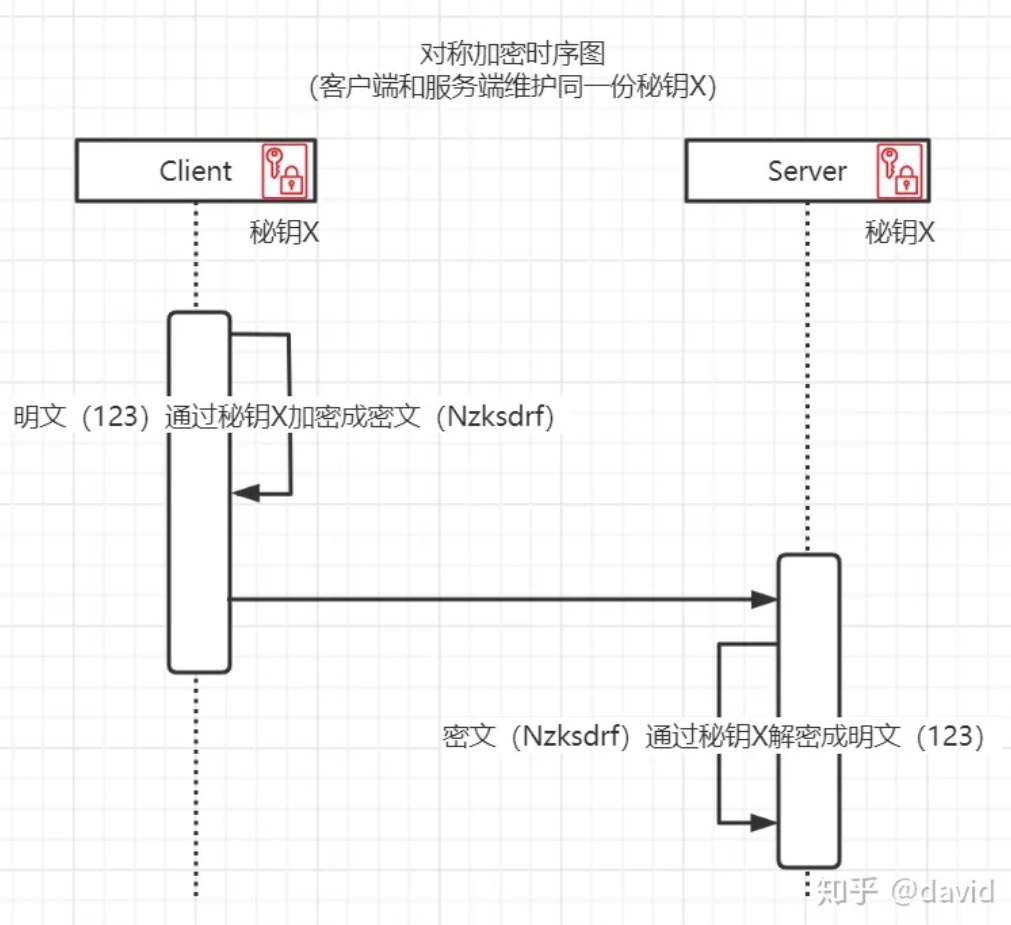 对称加密时序图
(客户端和服务端维护同一份秘钥X)
Client
Server
秘钥X
秘钥X
明文（123）通过秘钥X加密成密文（Nzksdrf）
密文（Nzksdrf）通过秘钥X解密成明文（123）
知乎 @david